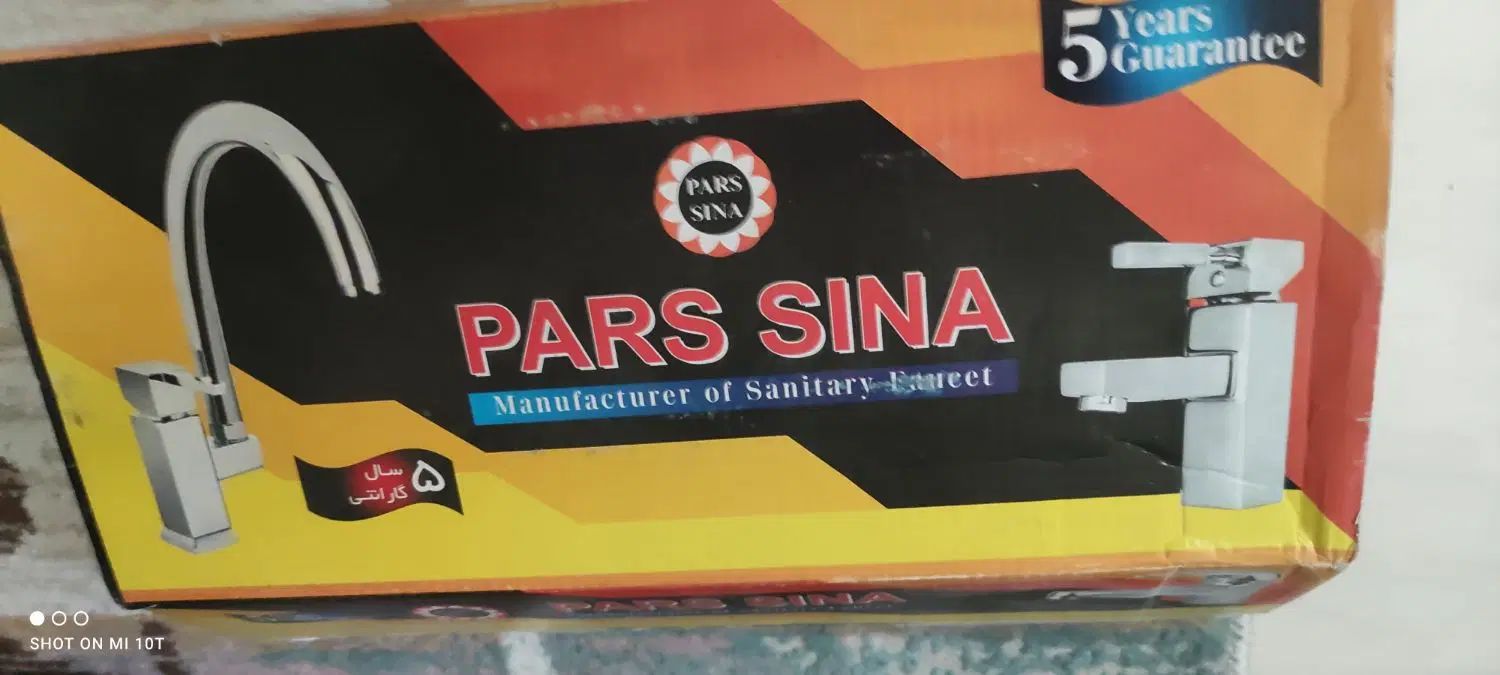 5 Years
Guarantee
PARS
SINA
PARS SINA
Manufacturer of Sanitary Fauceet
۵ سال
گارانتی
PARS SINA
SHOT ON MI 10T